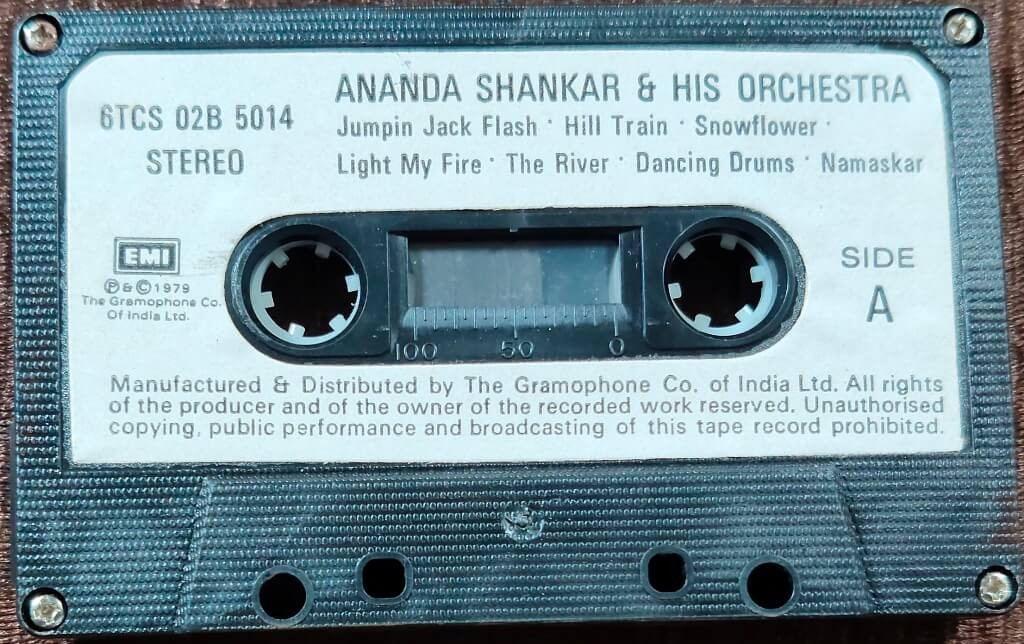 ANANDA SHANKAR & HIS ORCHESTRA
6TCS 02B 5014
STEREO
Jumpin Jack Flash · Hill Train · Snowflower ·
Light My Fire · The River · Dancing Drums · Namaskar
EMI
℗ & © 1979
The Gramophone Co.
Of India Ltd.
SIDE
A
100 50 0
Manufactured & Distributed by The Gramophone Co. of India Ltd. All rights
of the producer and of the owner of the recorded work reserved. Unauthorised
copying, public performance and broadcasting of this tape record prohibited.